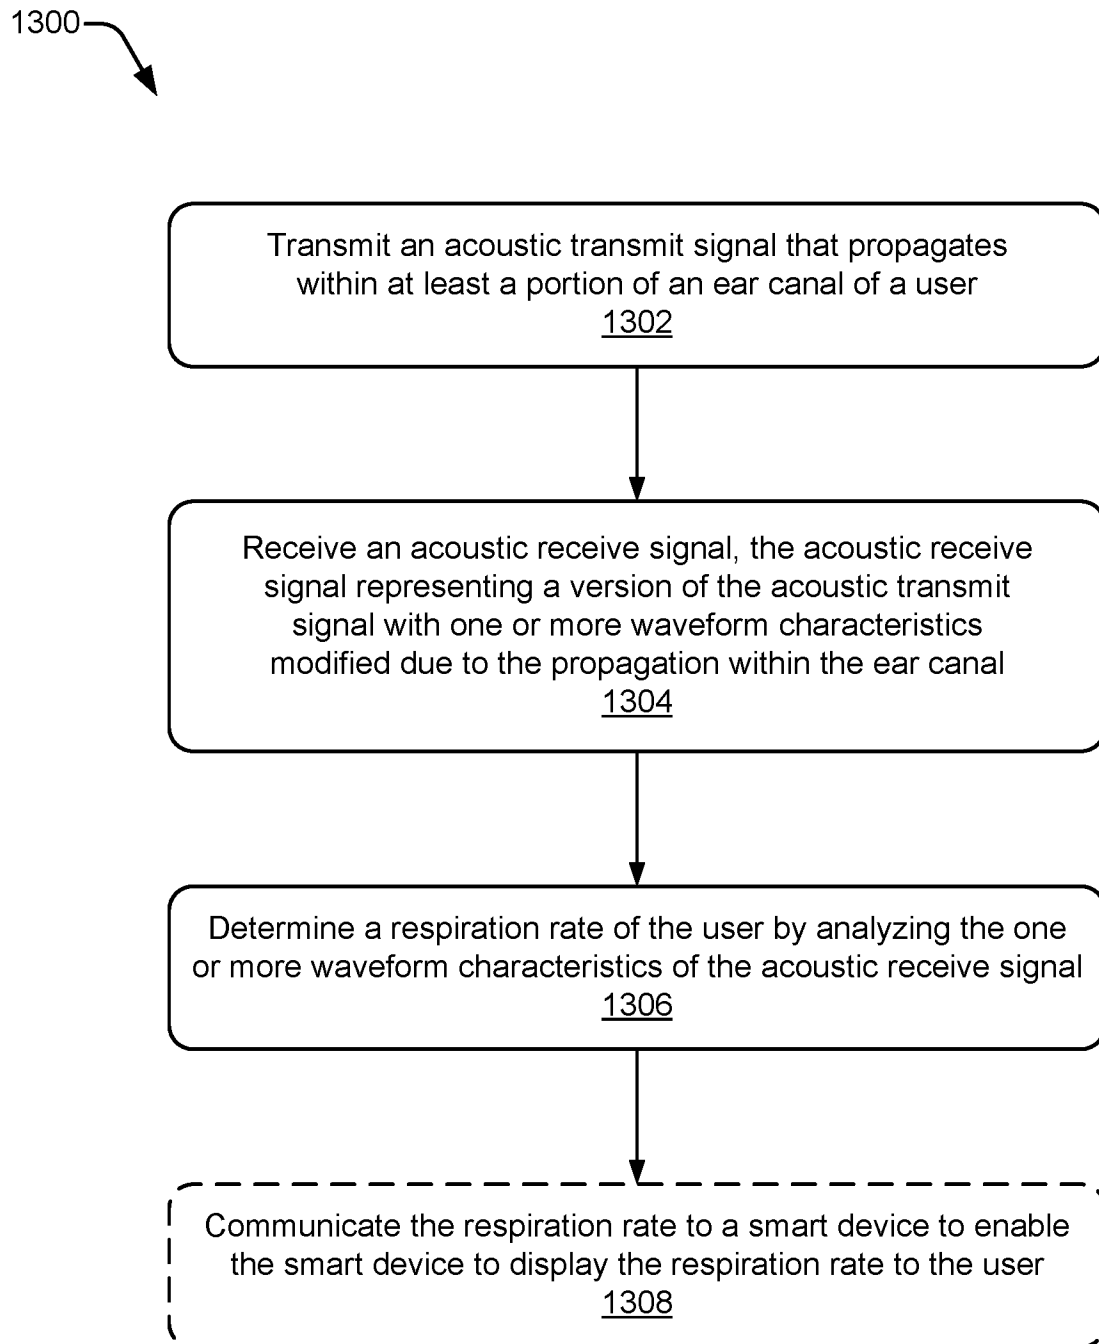 1300
Transmit an acoustic transmit signal that propagates
within at least a portion of an ear canal of a user
1302
Receive an acoustic receive signal, the acoustic receive
signal representing a version of the acoustic transmit
signal with one or more waveform characteristics
modified due to the propagation within the ear canal
1304
Determine a respiration rate of the user by analyzing the one
or more waveform characteristics of the acoustic receive signal
1306
Communicate the respiration rate to a smart device to enable
the smart device to display the respiration rate to the user
1308